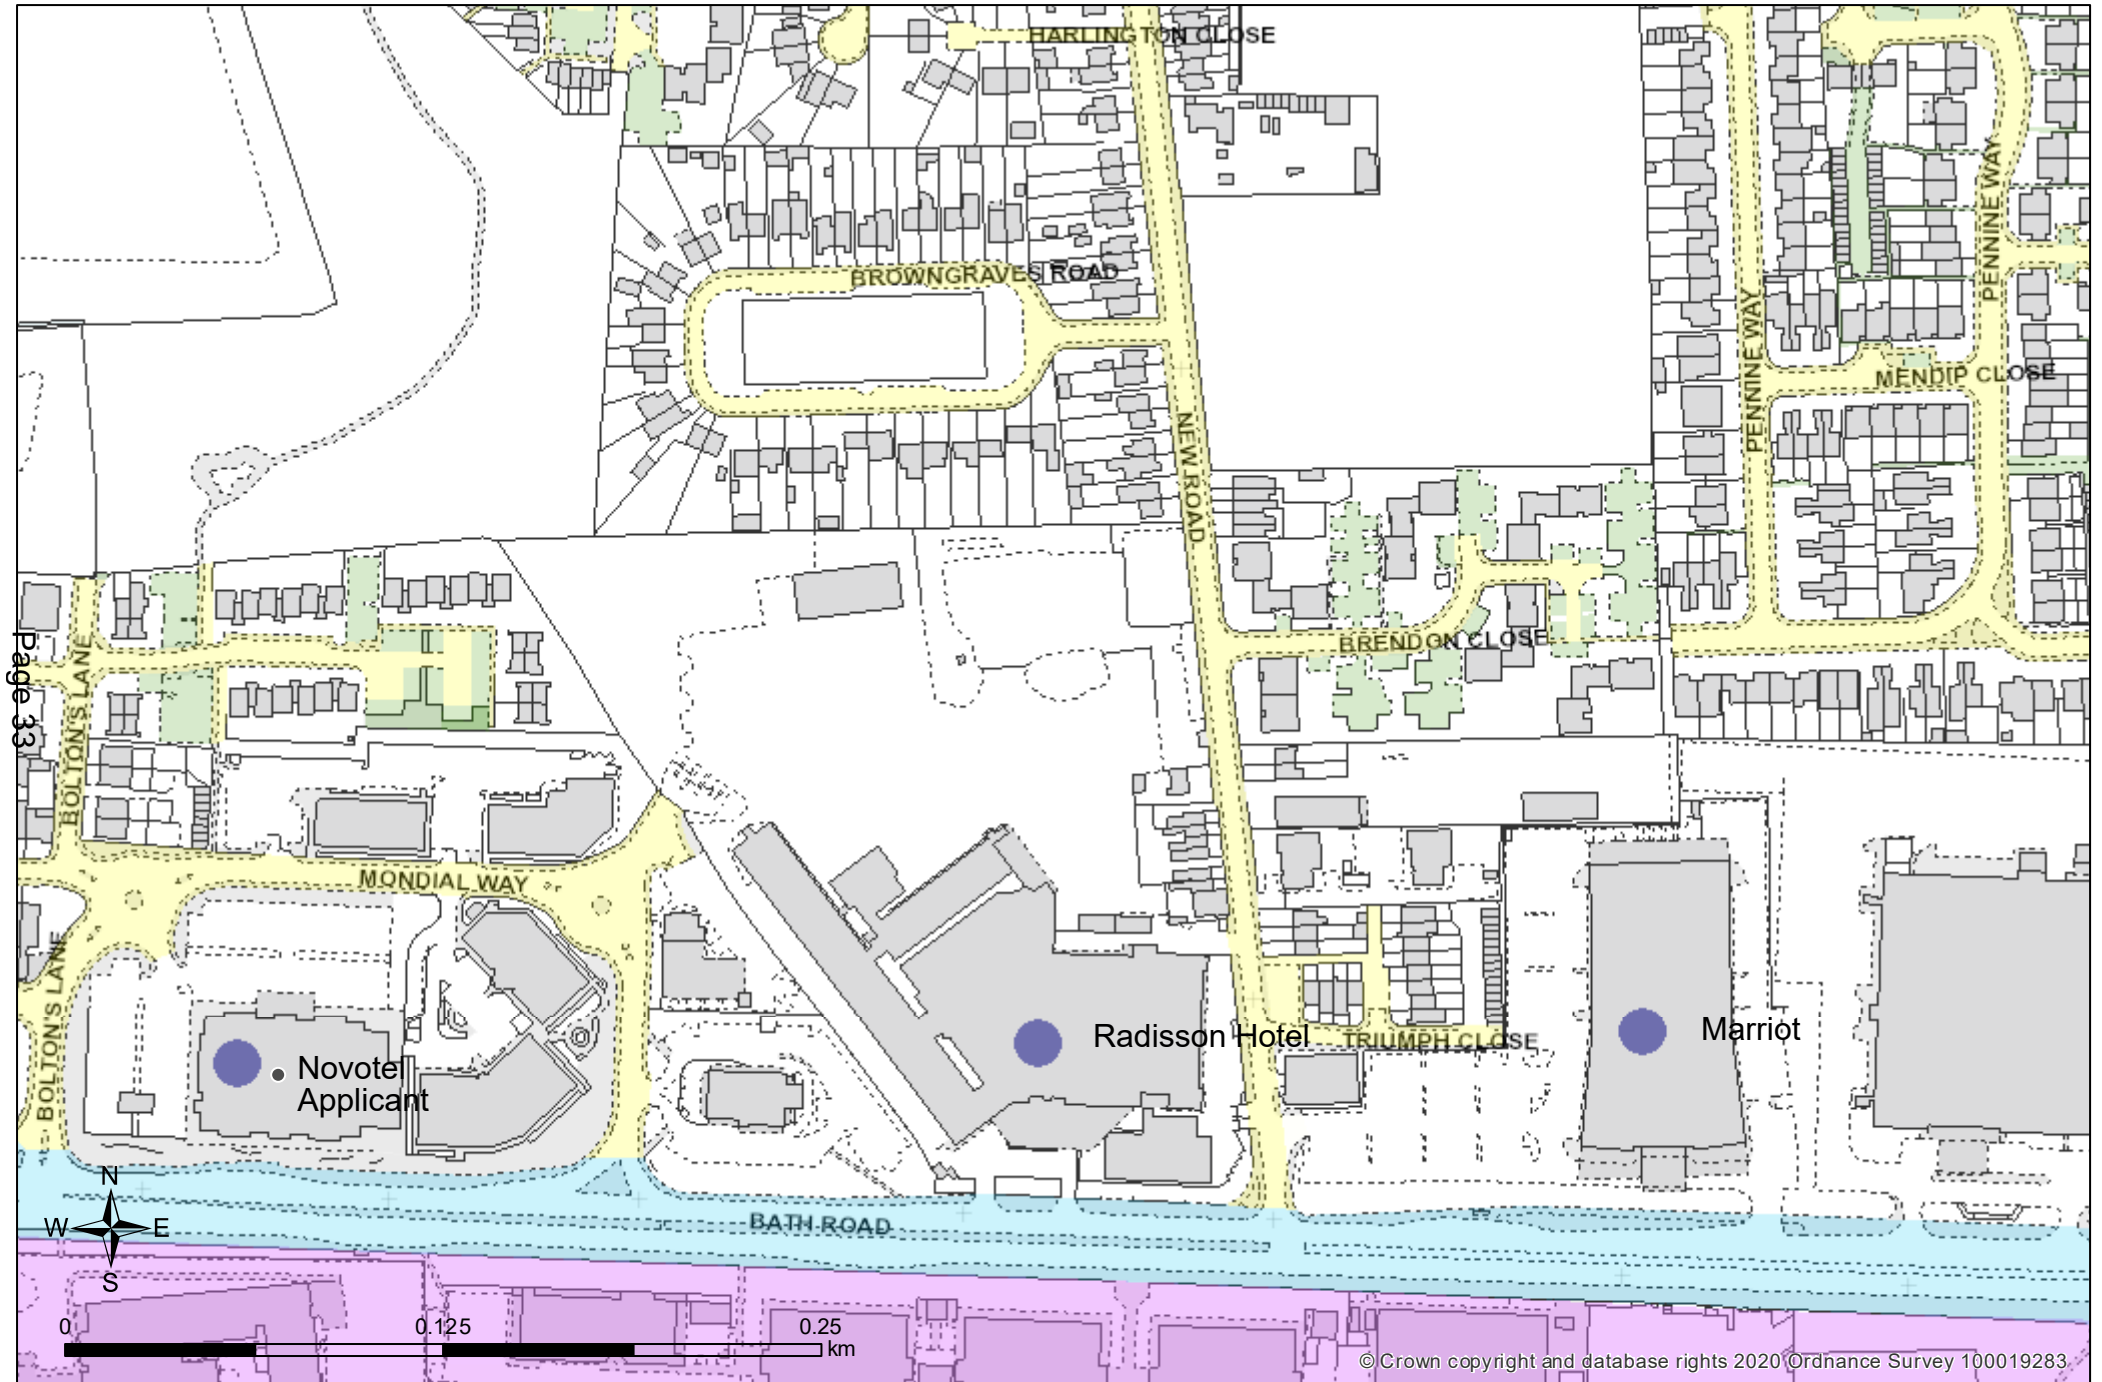 HARLINGTON CLOSE
BROWNGRAVES ROAD
PENNINE WAY
PENNINE WAY
MENDIP CLOSE
NEW ROAD
BRENDON CLOSE
Page 33
BOLTON'S LANE
MONDIAL WAY
BOLTON'S LANE
Novotel
Applicant
Radisson Hotel
TRIUMPH CLOSE
Marriot
BATH ROAD
N
W E
S
0 0.125 0.25
km
© Crown copyright and database rights 2020 Ordnance Survey 100019283